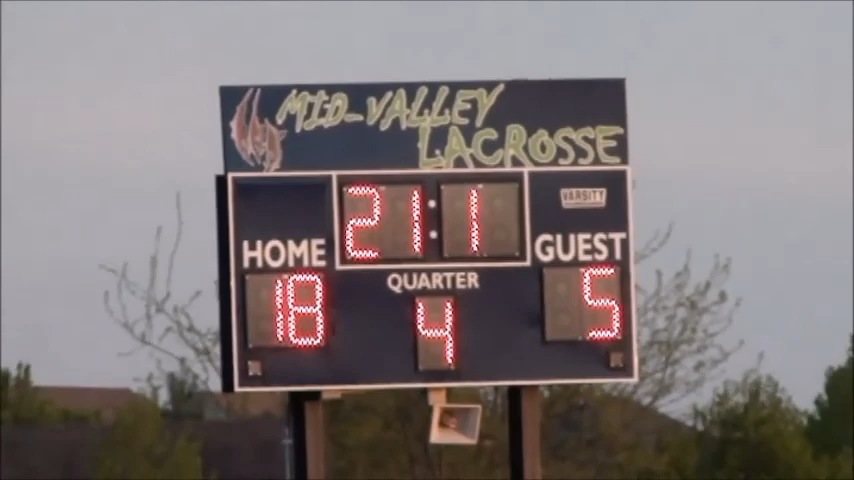 MID-VALLEY
LACROSSE
21:1
VARSITY
HOME
GUEST
QUARTER
18
4
5